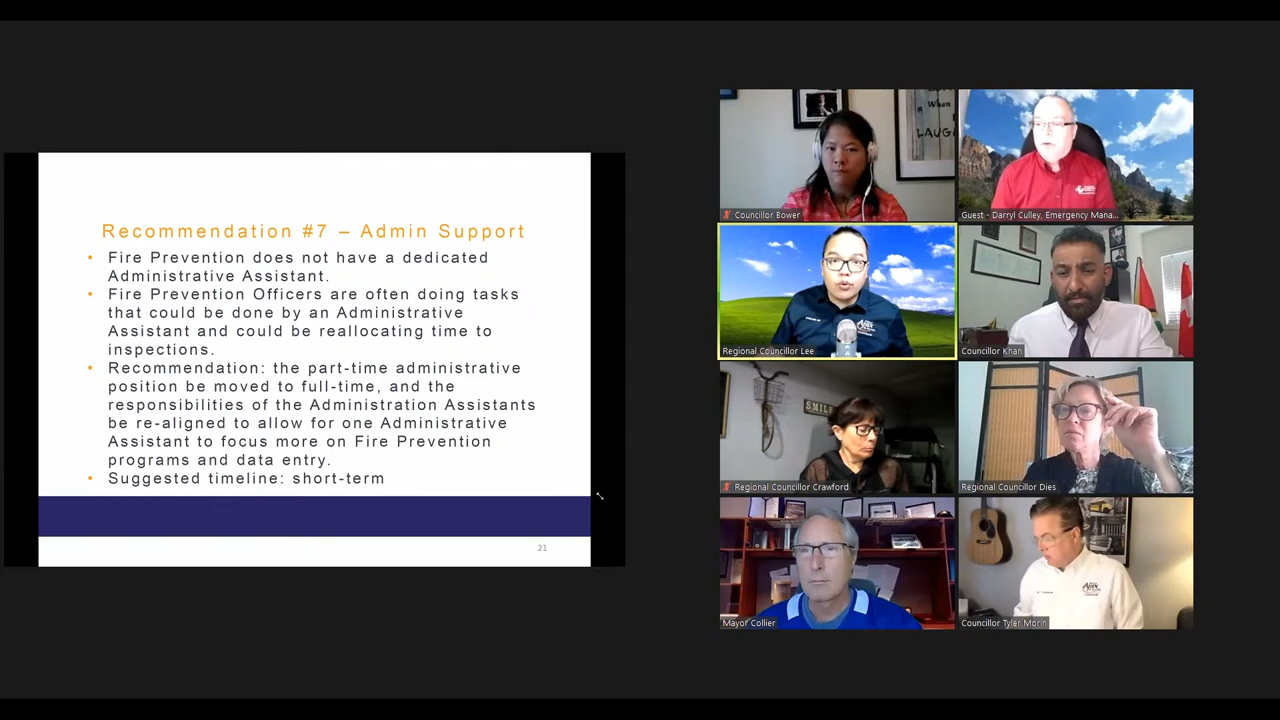 Recommendation #7 – Admin Support
• Fire Prevention does not have a dedicated
Administrative Assistant.
• Fire Prevention Officers are often doing tasks
that could be done by an Administrative
Assistant and could be reallocating time to
inspections.
• Recommendation: the part-time administrative
position be moved to full-time, and the
responsibilities of the Administration Assistants
be re-aligned to allow for one Administrative
Assistant to focus more on Fire Prevention
programs and data entry.
• Suggested timeline: short-term
21
When
LAUGH
Councillor Bower
Guest - Darryl Culley, Emergency Mana...
Regional Councillor Lee
Councillor Khan
SMILE
Regional Councillor Crawford
Regional Councillor Dies
Mayor Collier
Councillor Tyler Morin